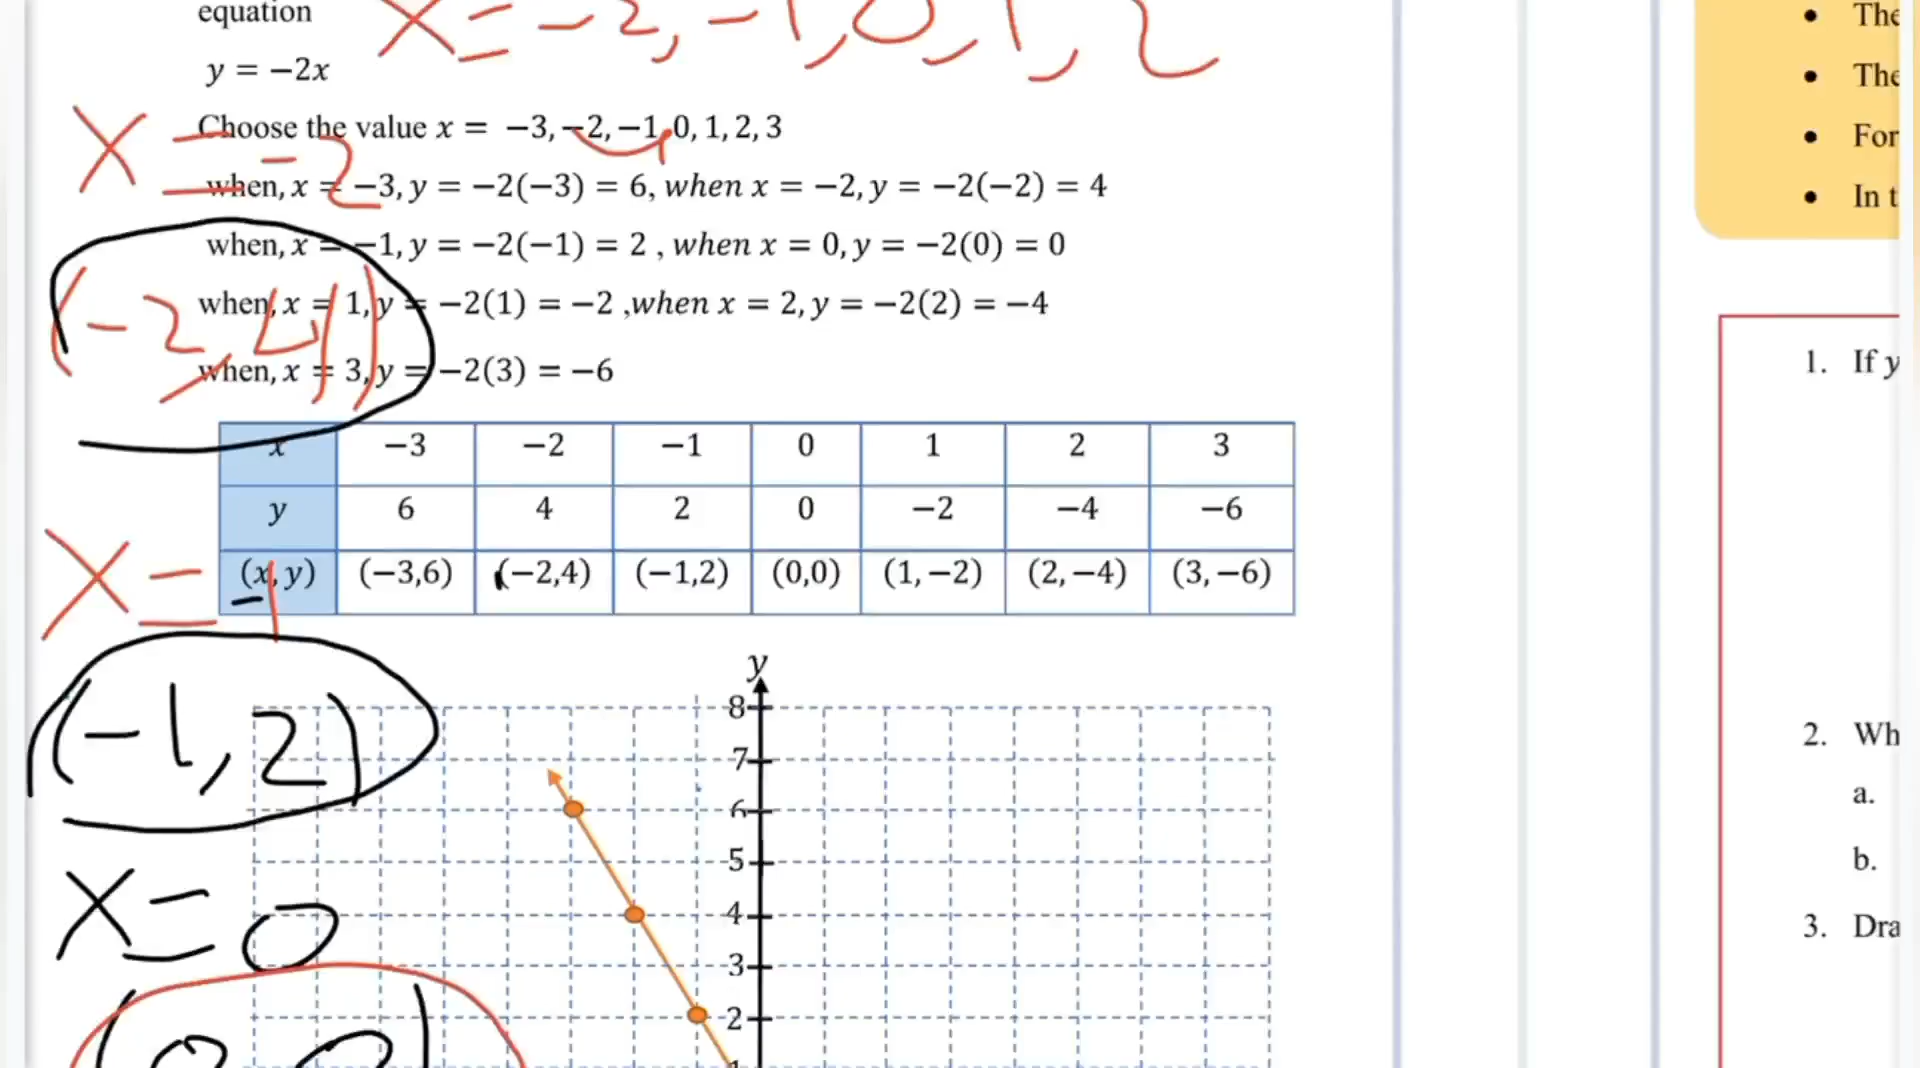 equation
x = -2, -1, 0, 1, 2
y = −2x
Choose the value x = −3, −2, −1, 0, 1, 2, 3
x = -2
when, x = −3, y = −2(−3) = 6, when x = −2, y = −2(−2) = 4
when, x = −1, y = −2(−1) = 2 , when x = 0, y = −2(0) = 0
when, x = 1, y = −2(1) = −2 ,when x = 2, y = −2(2) = −4
(-2, 4)
when, x = 3, y = −2(3) = −6
x −3 −2 −1 0 1 2 3
y 6 4 2 0 −2 −4 −6
(x, y) (−3,6) (−2,4) (−1,2) (0,0) (1, −2) (2, −4) (3, −6)
x = -1
(-1, 2)
x = 0
y
8
7
6
5
4
3
2
• The
• The
• For
• In t
1. If y
2. Wh
a.
b.
3. Dra